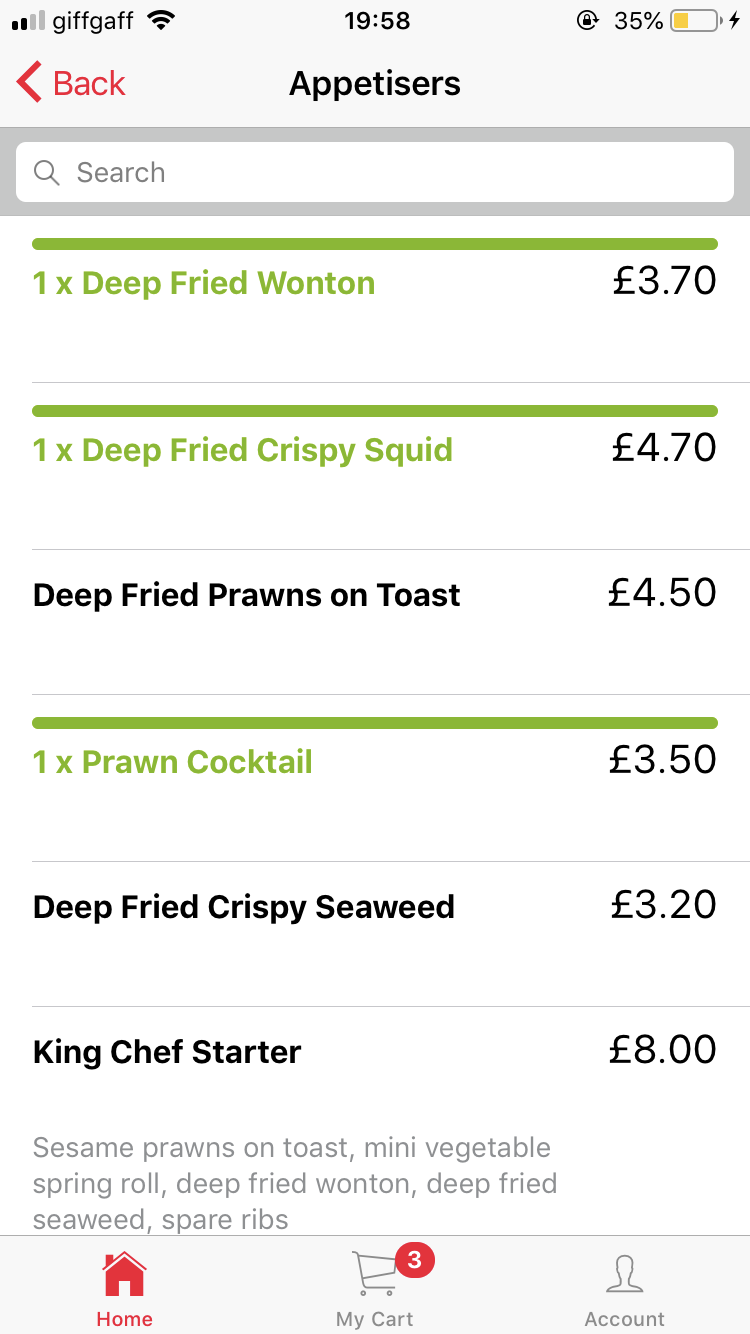 giffgaff 19:58 35%
Back Appetisers
Search
1 x Deep Fried Wonton £3.70
1 x Deep Fried Crispy Squid £4.70
Deep Fried Prawns on Toast £4.50
1 x Prawn Cocktail £3.50
Deep Fried Crispy Seaweed £3.20
King Chef Starter £8.00
Sesame prawns on toast, mini vegetable
spring roll, deep fried wonton, deep fried
seaweed, spare ribs
3
Home My Cart Account